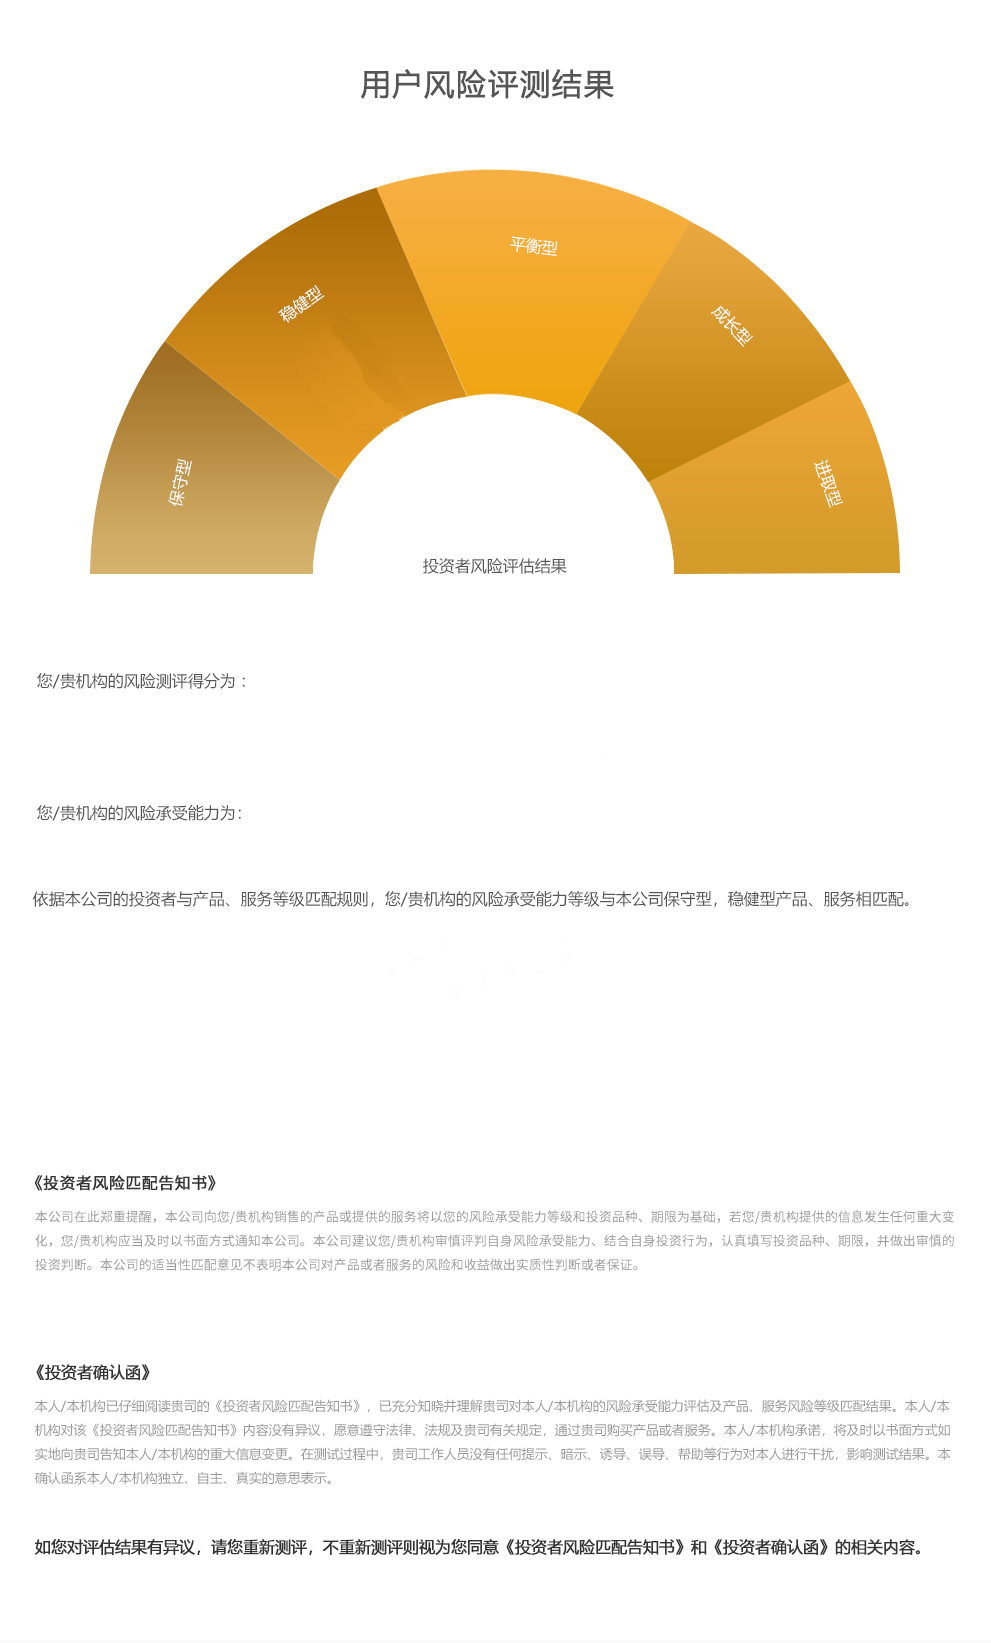 用户风险评测结果
平衡型
稳健型
成长型
保守型
进取型
投资者风险评估结果
您/贵机构的风险测评得分为：
您/贵机构的风险承受能力为：
依据本公司的投资者与产品、服务等级匹配规则，您/贵机构的风险承受能力等级与本公司保守型，稳健型产品、服务相匹配。
《投资者风险匹配告知书》
本公司在此郑重提醒，本公司向您/贵机构销售的产品或提供的服务将以您的风险承受能力等级和投资品种、期限为基础，若您/贵机构提供的信息发生任何重大变
化，您/贵机构应当及时以书面方式通知本公司。本公司建议您/贵机构审慎评判自身风险承受能力、结合自身投资行为，认真填写投资品种、期限，并做出审慎的
投资判断。本公司的适当性匹配意见不表明本公司对产品或者服务的风险和收益做出实质性判断或者保证。
《投资者确认函》
本人/本机构已仔细阅读贵司的《投资者风险匹配告知书》，已充分知晓并理解贵司对本人/本机构的风险承受能力评估及产品、服务风险等级匹配结果。本人/本
机构对该《投资者风险匹配告知书》内容没有异议，愿意遵守法律、法规及贵司有关规定，通过贵司购买产品或者服务。本人/本机构承诺，将及时以书面方式如
实地向贵司告知本人/本机构的重大信息变更。在测试过程中，贵司工作人员没有任何提示、暗示、诱导、误导、帮助等行为对本人进行干扰，影响测试结果。本
确认函系本人/本机构独立、自主、真实的意思表示。
如您对评估结果有异议，请您重新测评，不重新测评则视为您同意《投资者风险匹配告知书》和《投资者确认函》的相关内容。